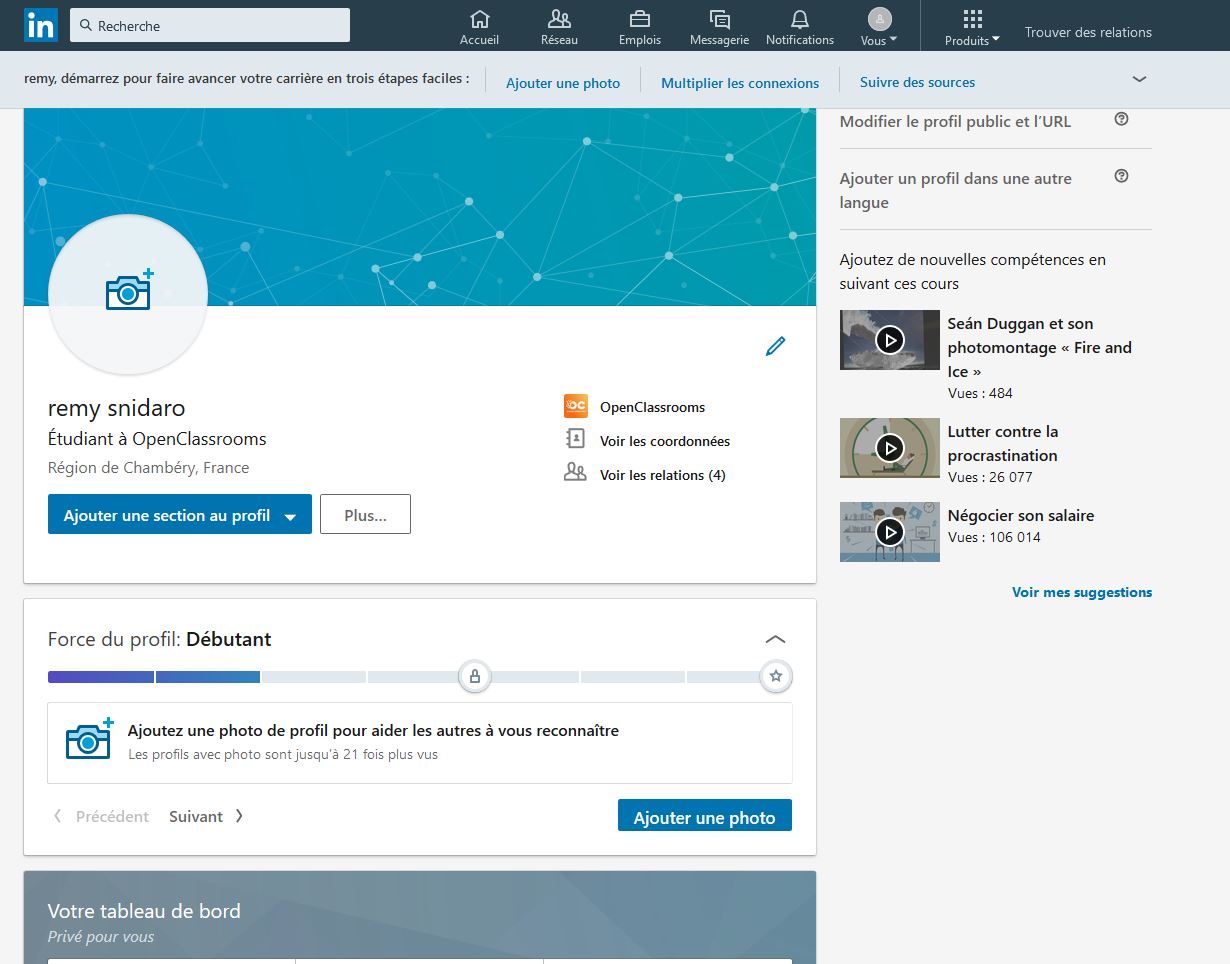 in
Recherche
Accueil
Réseau
Emplois
Messagerie
Notifications
Vous
Produits
Trouver des relations
remy, démarrez pour faire avancer votre carrière en trois étapes faciles :
Ajouter une photo
Multiplier les connexions
Suivre des sources
remy snidaro
Étudiant à OpenClassrooms
Région de Chambéry, France
Ajouter une section au profil
Plus...
OC
OpenClassrooms
Voir les coordonnées
Voir les relations (4)
Force du profil: Débutant
Ajoutez une photo de profil pour aider les autres à vous reconnaître
Les profils avec photo sont jusqu'à 21 fois plus vus
Précédent
Suivant
Ajouter une photo
Votre tableau de bord
Privé pour vous
Modifier le profil public et l'URL
Ajouter un profil dans une autre
langue
Ajoutez de nouvelles compétences en
suivant ces cours
Seán Duggan et son
photomontage « Fire and
Ice »
Vues : 484
Lutter contre la
procrastination
Vues : 26 077
Négocier son salaire
Vues : 106 014
Voir mes suggestions